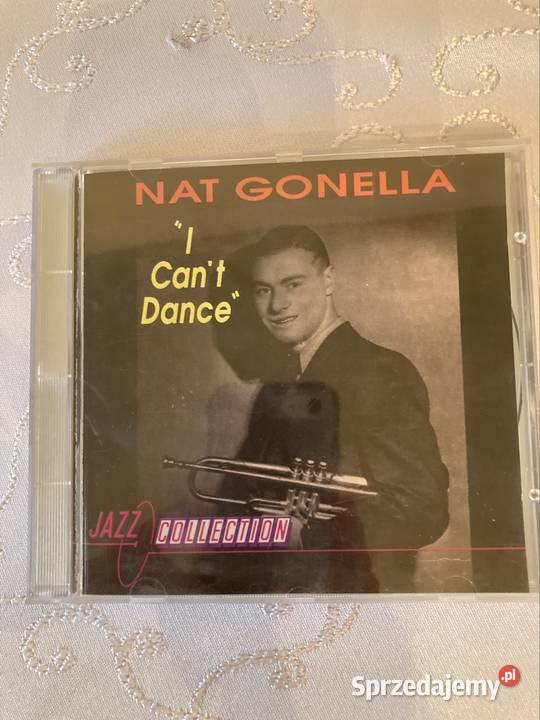 NAT GONELLA
"I
Can't
Dance"
JAZZ COLLECTION
Sprzedajemy.pl